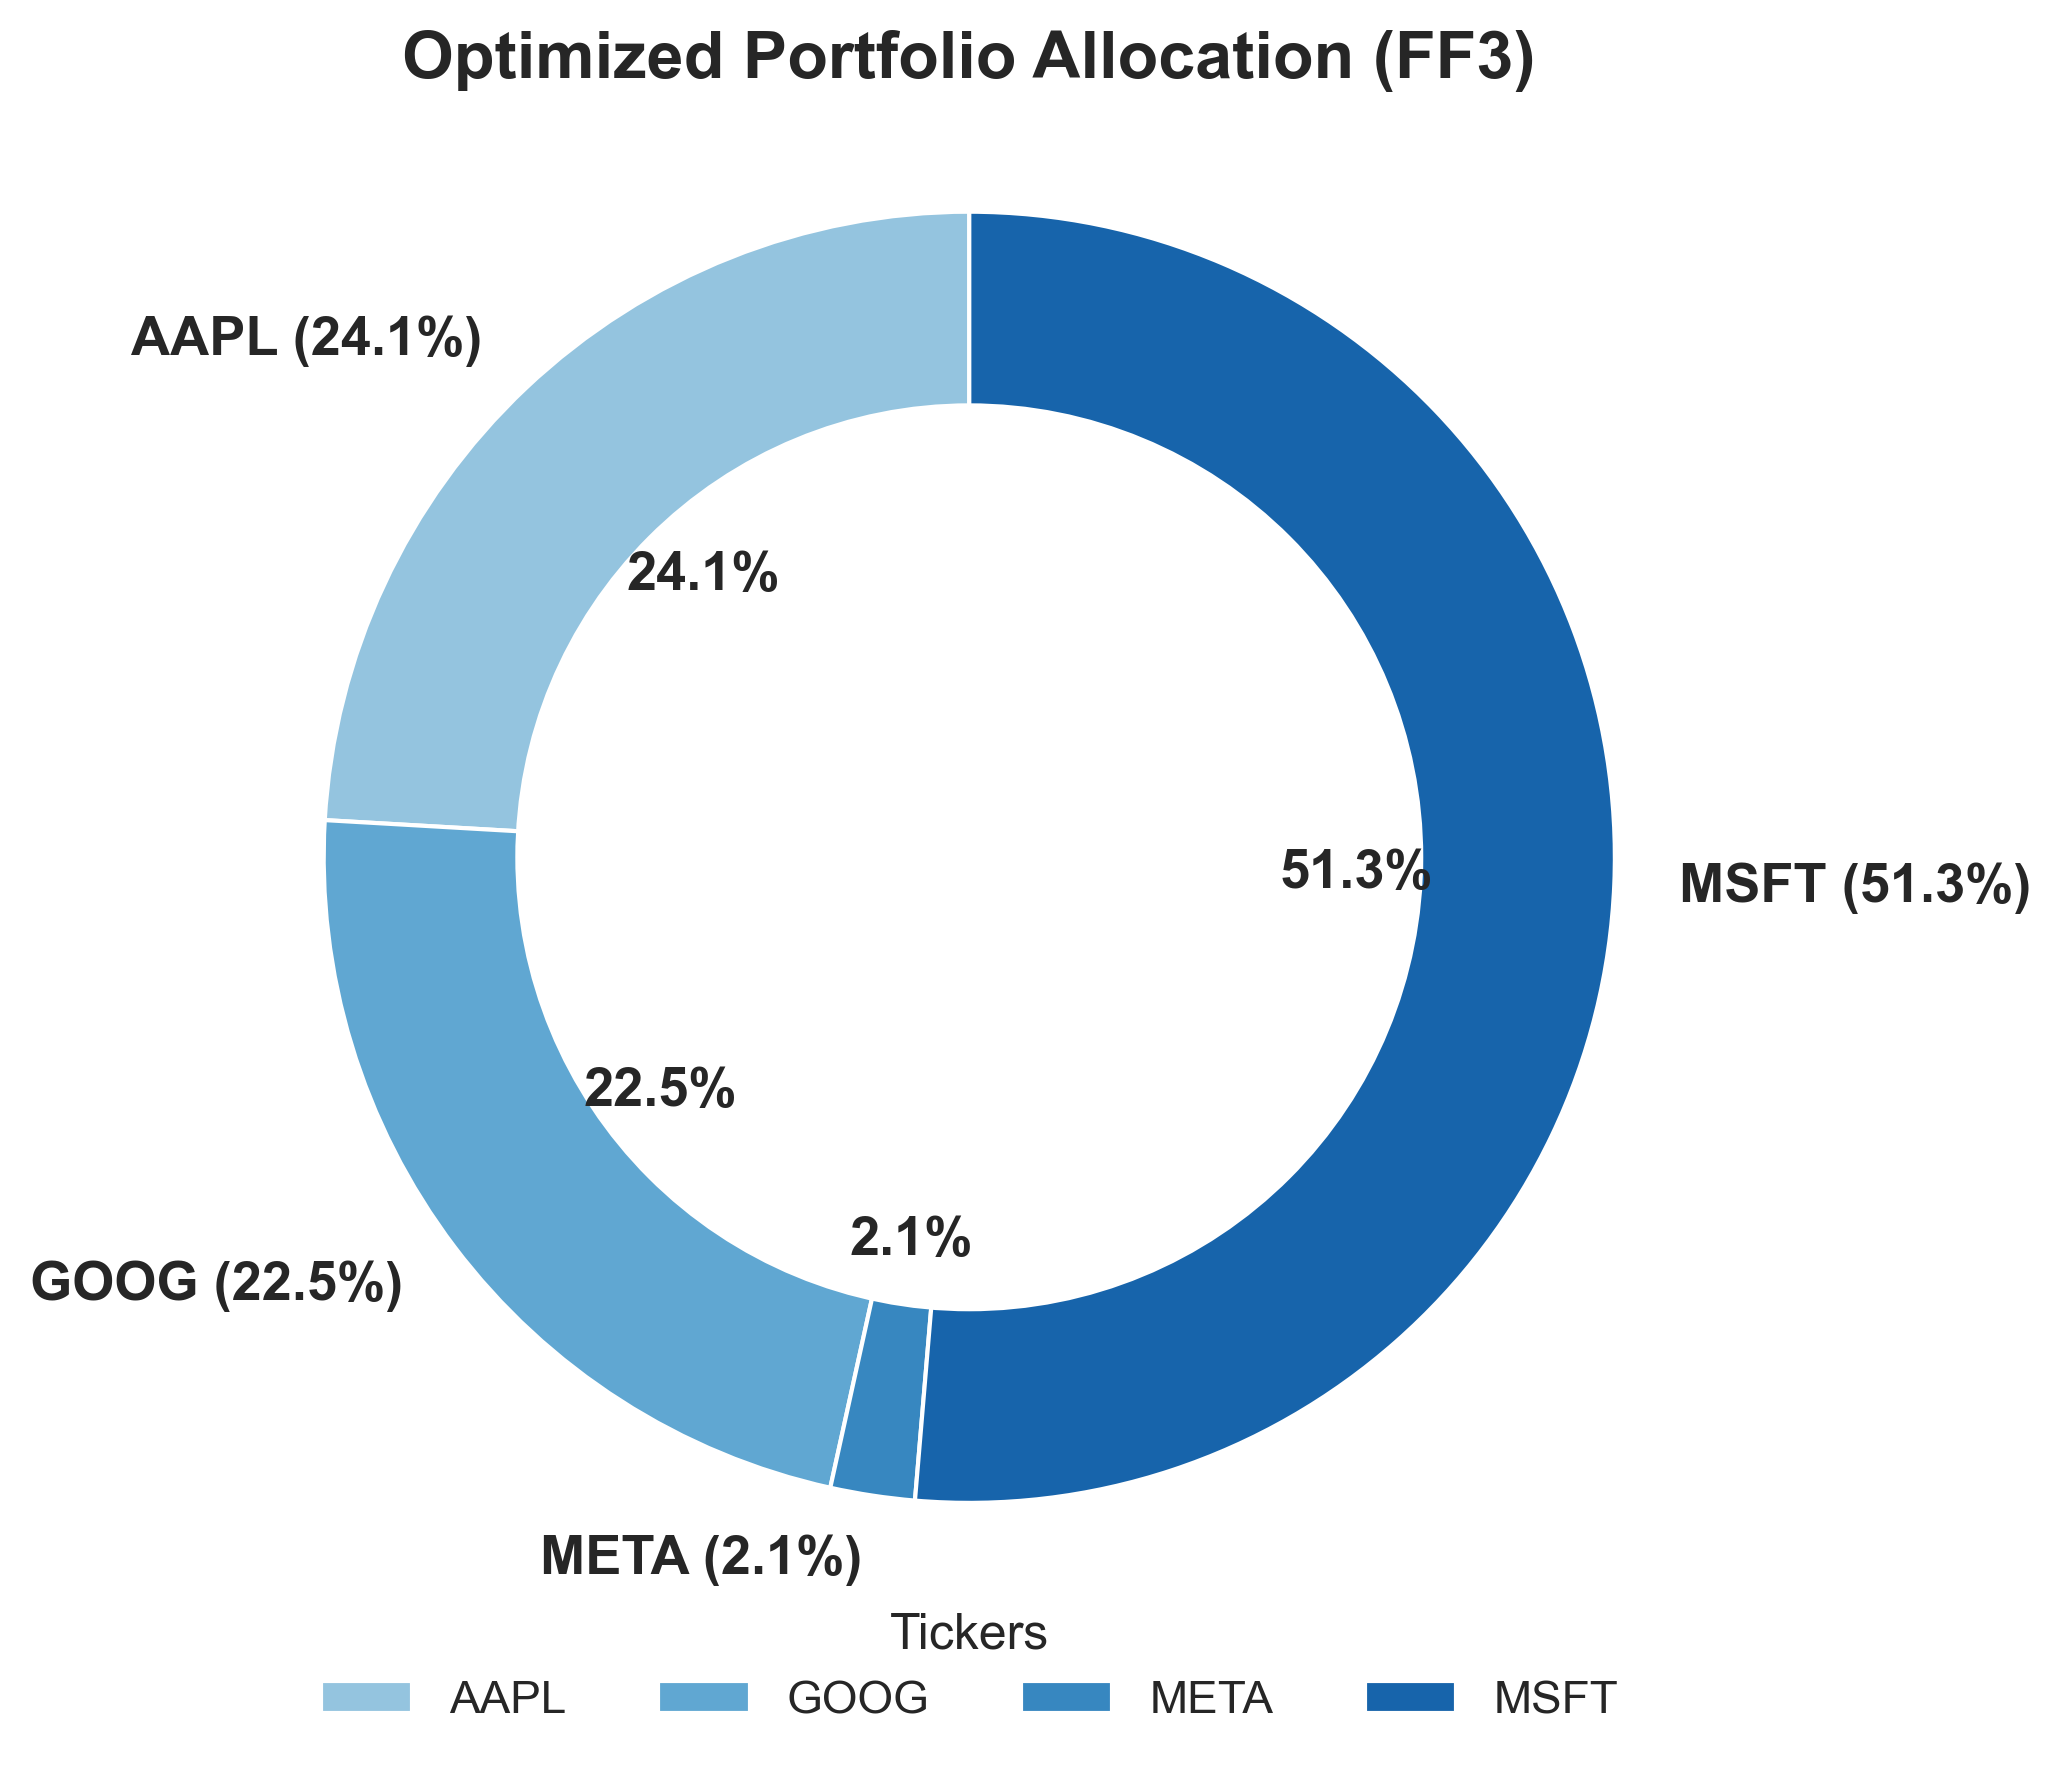 Optimized Portfolio Allocation (FF3)
AAPL (24.1%)
24.1%
51.3%
MSFT (51.3%)
22.5%
2.1%
GOOG (22.5%)
META (2.1%)
Tickers
AAPL GOOG META MSFT